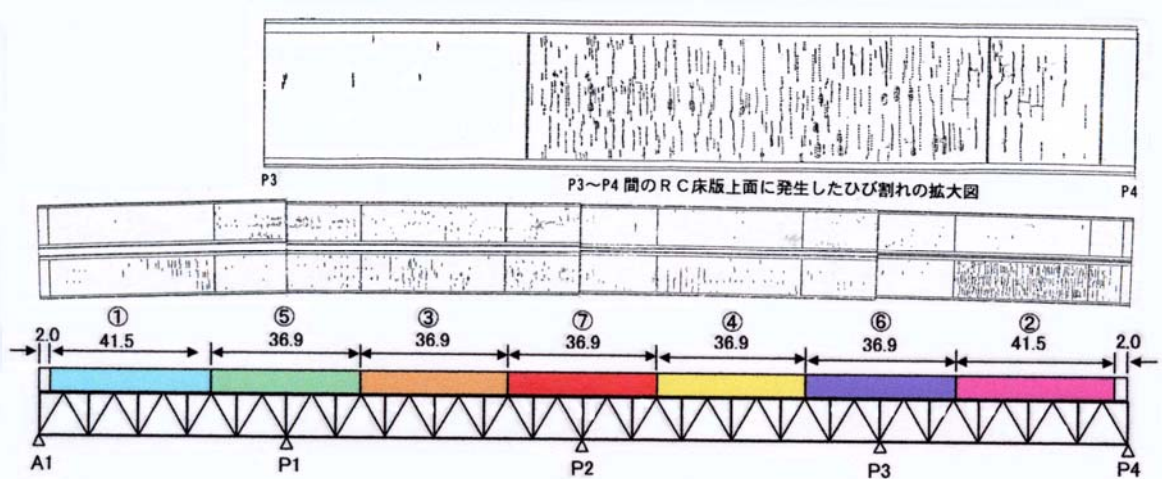 P3
P3～P4 間のＲＣ床版上面に発生したひび割れの拡大図
P4
① ⑤ ③ ⑦ ④ ⑥ ②
2.0 41.5 36.9 36.9 36.9 36.9 36.9 41.5 2.0
A1 P1 P2 P3 P4